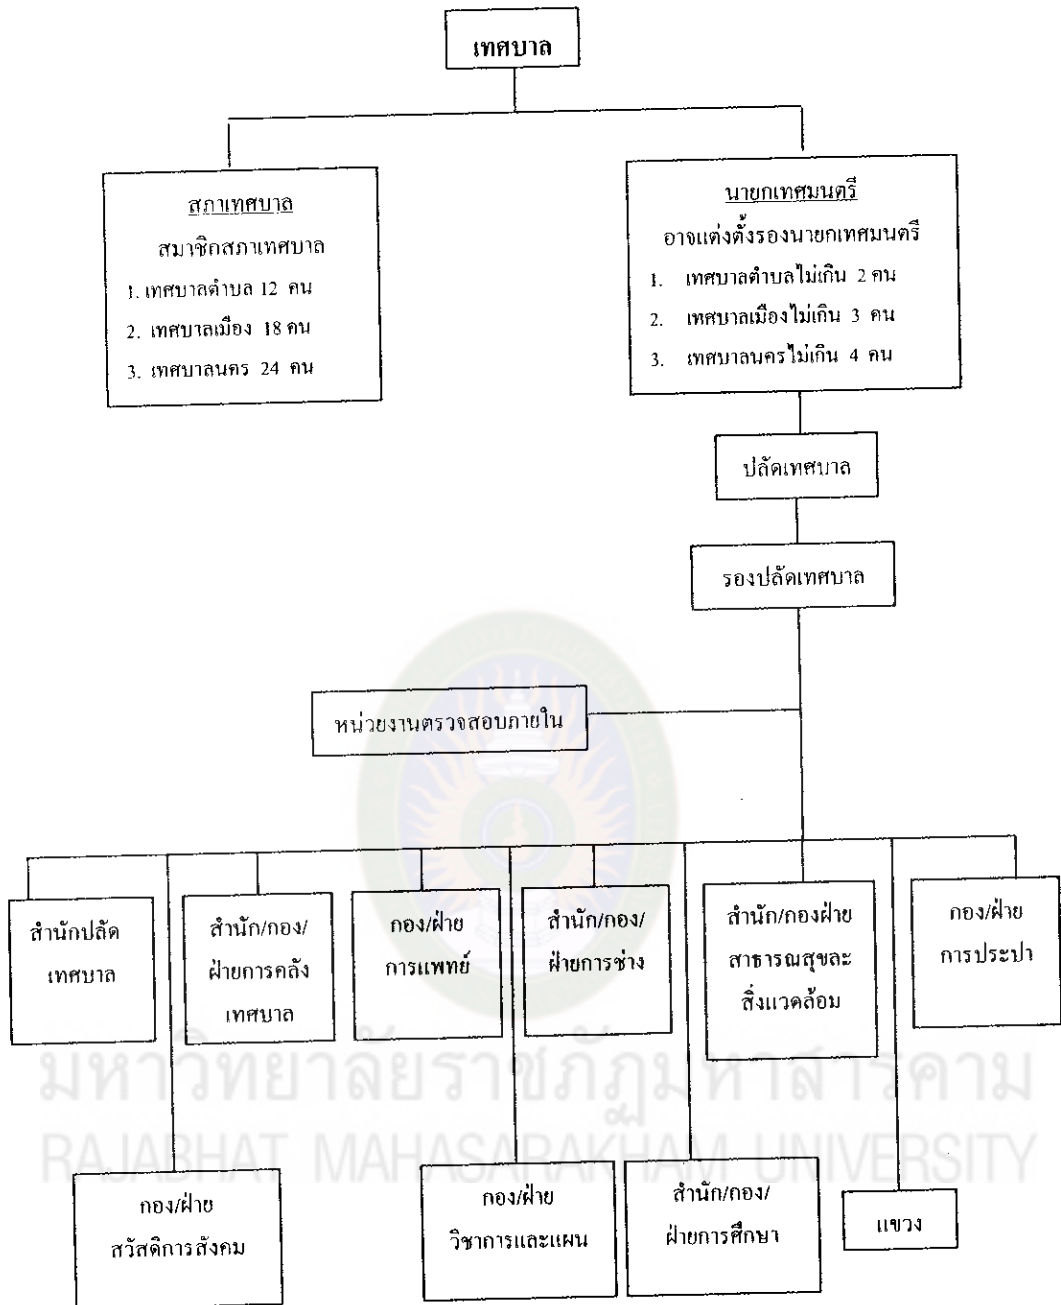 เทศบาล
สภาเทศบาล
สมาชิกสภาเทศบาล
1. เทศบาลตำบล 12 คน
2. เทศบาลเมือง 18 คน
3. เทศบาลนคร 24 คน
นายกเทศมนตรี
อาจแต่งตั้งรองนายกเทศมนตรี
1. เทศบาลตำบลไม่เกิน 2 คน
2. เทศบาลเมืองไม่เกิน 3 คน
3. เทศบาลนครไม่เกิน 4 คน
ปลัดเทศบาล
รองปลัดเทศบาล
หน่วยงานตรวจสอบภายใน
สำนักปลัด
เทศบาล
สำนัก/กอง/
ฝ่ายการคลัง
เทศบาล
กอง/ฝ่าย
การแพทย์
สำนัก/กอง/
ฝ่ายการช่าง
สำนัก/กองฝ่าย
สาธารณสุขละ
สิ่งแวดล้อม
กอง/ฝ่าย
การประปา
มหาวิทยาลัยราชภัฏมหาสารคาม
RAJABHAT MAHASARAKHAM UNIVERSITY
กอง/ฝ่าย
สวัสดิการสังคม
กอง/ฝ่าย
วิชาการและแผน
สำนัก/กอง/
ฝ่ายการศึกษา
แขวง